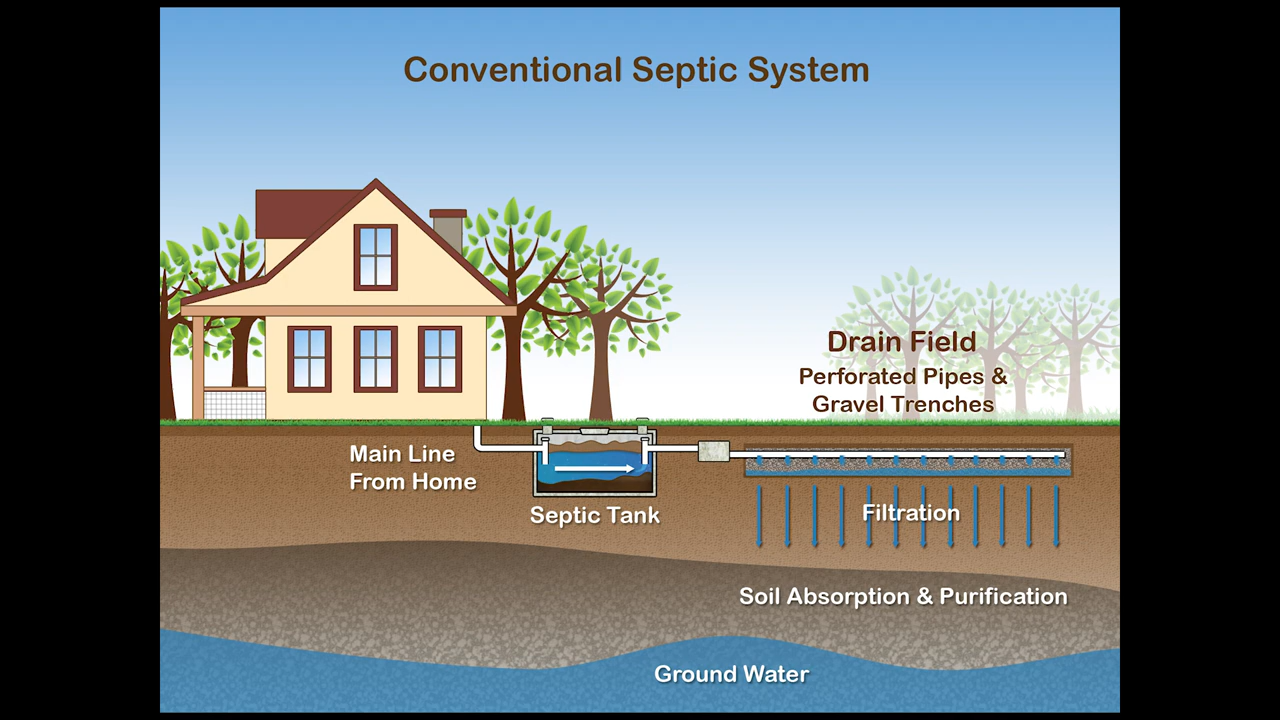 Conventional Septic System
Drain Field
Perforated Pipes &
Gravel Trenches
Main Line
From Home
Septic Tank
Filtration
Soil Absorption & Purification
Ground Water